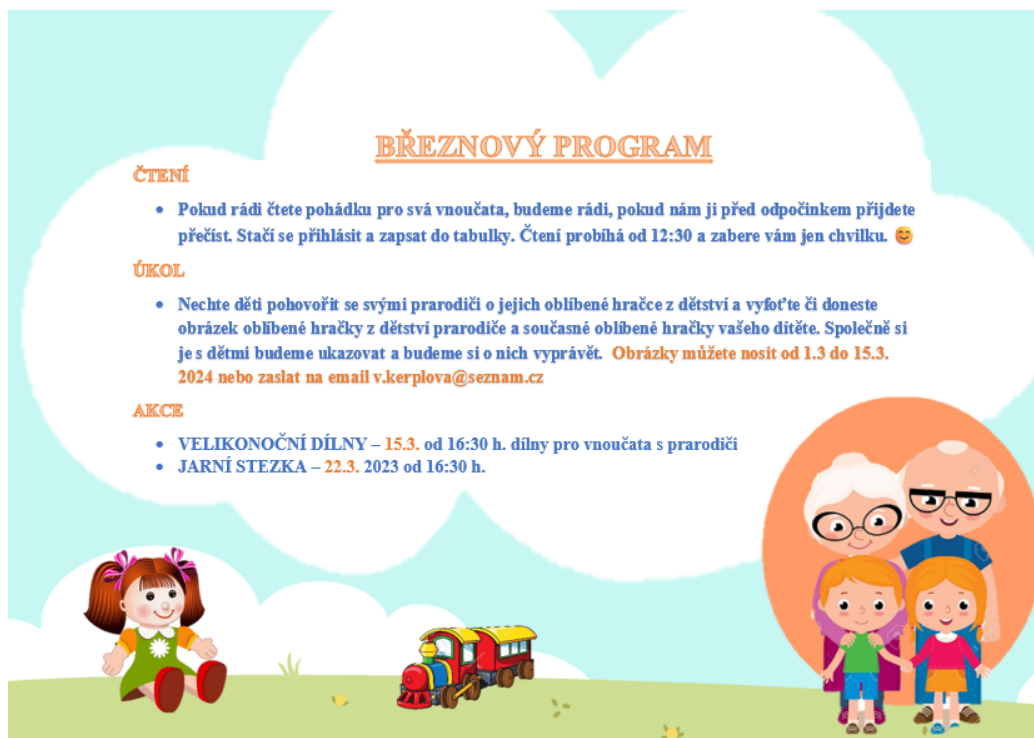 BŘEZNOVÝ PROGRAM
ČTENÍ
• Pokud rádi čtete pohádku pro svá vnoučata, budeme rádi, pokud nám ji před odpočinkem přijdete
přečíst. Stačí se přihlásit a zapsat do tabulky. Čtení probíhá od 12:30 a zabere vám jen chvilku. 😊
ÚKOL
• Nechte děti pohovořit se svými prarodiči o jejich oblíbené hračce z dětství a vyfoťte či doneste
obrázek oblíbené hračky z dětství prarodiče a současné oblíbené hračky vašeho dítěte. Společně si
je s dětmi budeme ukazovat a budeme si o nich vyprávět. Obrázky můžete nosit od 1.3 do 15.3.
2024 nebo zaslat na email v.kerplova@seznam.cz
AKCE
• VELIKONOČNÍ DÍLNY – 15.3. od 16:30 h. dílny pro vnoučata s prarodiči
• JARNÍ STEZKA – 22.3. 2023 od 16:30 h.